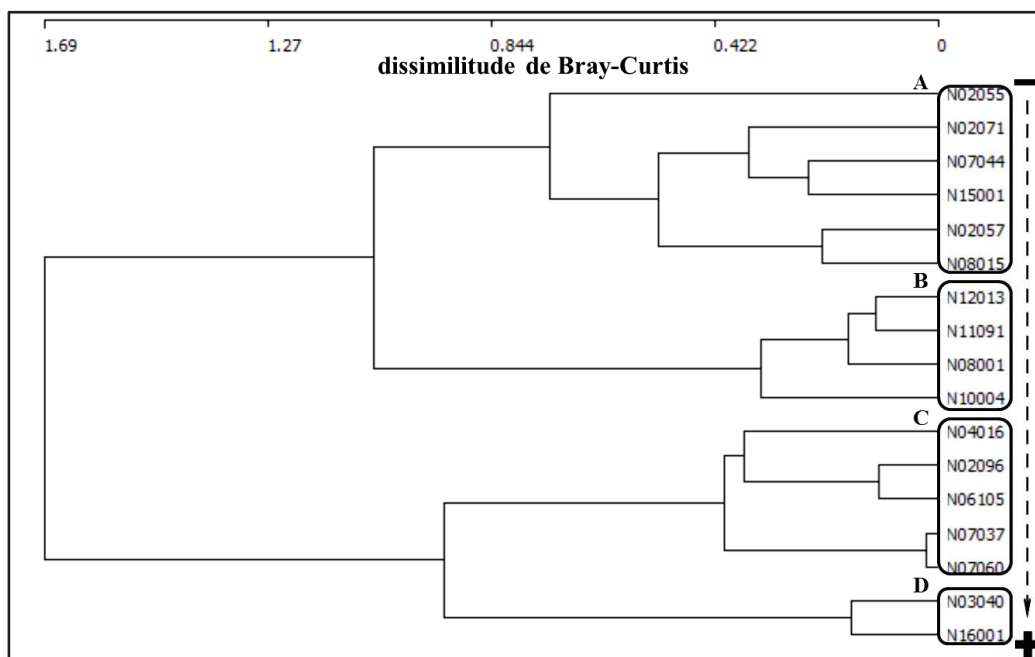 1.69 1.27 0.844 0.422 0
dissimilitude de Bray-Curtis
A
N02055
N02071
N07044
N15001
N02057
N08015
B
N12013
N11091
N08001
N10004
C
N04016
N02096
N06105
N07037
N07060
D
N03040
N16001